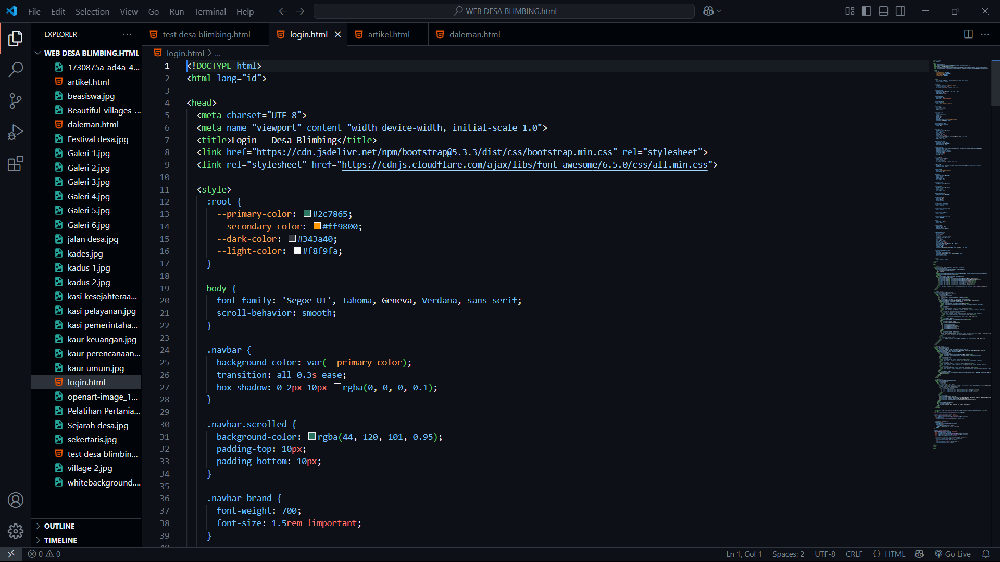 File Edit Selection View Go Run Terminal Help
WEB DESA BLIMBING.html
EXPLORER
test desa blimbing.html
login.html
artikel.html
daleman.html
WEB DESA BLIMBING.HTML
1730875a-ad4a-4...
artikel.html
beasiswa.jpg
Beautiful-villages-...
daleman.html
Festival desa.jpg
Galeri 1.jpg
Galeri 2.jpg
Galeri 3.jpg
Galeri 4.jpg
Galeri 5.jpg
Galeri 6.jpg
jalan desa.jpg
kades.jpg
kadus 1.jpg
kadus 2.jpg
kasi kesejahteraa...
kasi pelayanan.jpg
kasi pemerintaha...
kaur keuangan.jpg
kaur perencanaan...
kaur umum.jpg
login.html
openart-image_1...
Pelatihan Pertania...
Sejarah desa.jpg
sekertaris.jpg
test desa blimbin...
village 2.jpg
whitebackground....
OUTLINE
TIMELINE
login.html > ...
1 <!DOCTYPE html>
2 <html lang="id">
3
4 <head>
5 <meta charset="UTF-8">
6 <meta name="viewport" content="width=device-width, initial-scale=1.0">
7 <title>Login - Desa Blimbing</title>
8 <link href="https://cdn.jsdelivr.net/npm/bootstrap@5.3.3/dist/css/bootstrap.min.css" rel="stylesheet">
9 <link rel="stylesheet" href="https://cdnjs.cloudflare.com/ajax/libs/font-awesome/6.5.0/css/all.min.css">
10
11 <style>
12 :root {
13 --primary-color: #2c7865;
14 --secondary-color: #ff9800;
15 --dark-color: #343a40;
16 --light-color: #f8f9fa;
17 }
18
19 body {
20 font-family: 'Segoe UI', Tahoma, Geneva, Verdana, sans-serif;
21 scroll-behavior: smooth;
22 }
23
24 .navbar {
25 background-color: var(--primary-color);
26 transition: all 0.3s ease;
27 box-shadow: 0 2px 10px rgba(0, 0, 0, 0.1);
28 }
29
30 .navbar.scrolled {
31 background-color: rgba(44, 120, 101, 0.95);
32 padding-top: 10px;
33 padding-bottom: 10px;
34 }
35
36 .navbar-brand {
37 font-weight: 700;
38 font-size: 1.5rem !important;
39 }
0 0
Ln 1, Col 1 Spaces: 2 UTF-8 CRLF {} HTML Go Live